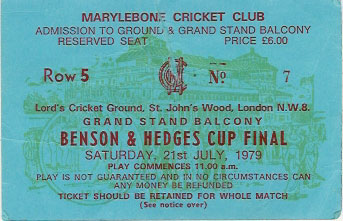 MARYLEBONE CRICKET CLUB
ADMISSION TO GROUND & GRAND STAND BALCONY
RESERVED SEAT PRICE £6.00
Row 5 No 7
Lord's Cricket Ground, St. John's Wood, London N.W.8.
GRAND STAND BALCONY
BENSON & HEDGES CUP FINAL
SATURDAY, 21st JULY, 1979
PLAY COMMENCES 11.00 a.m.
PLAY IS NOT GUARANTEED AND IN NO CIRCUMSTANCES CAN
ANY MONEY BE REFUNDED
TICKET SHOULD BE RETAINED FOR WHOLE MATCH
(See notice over)